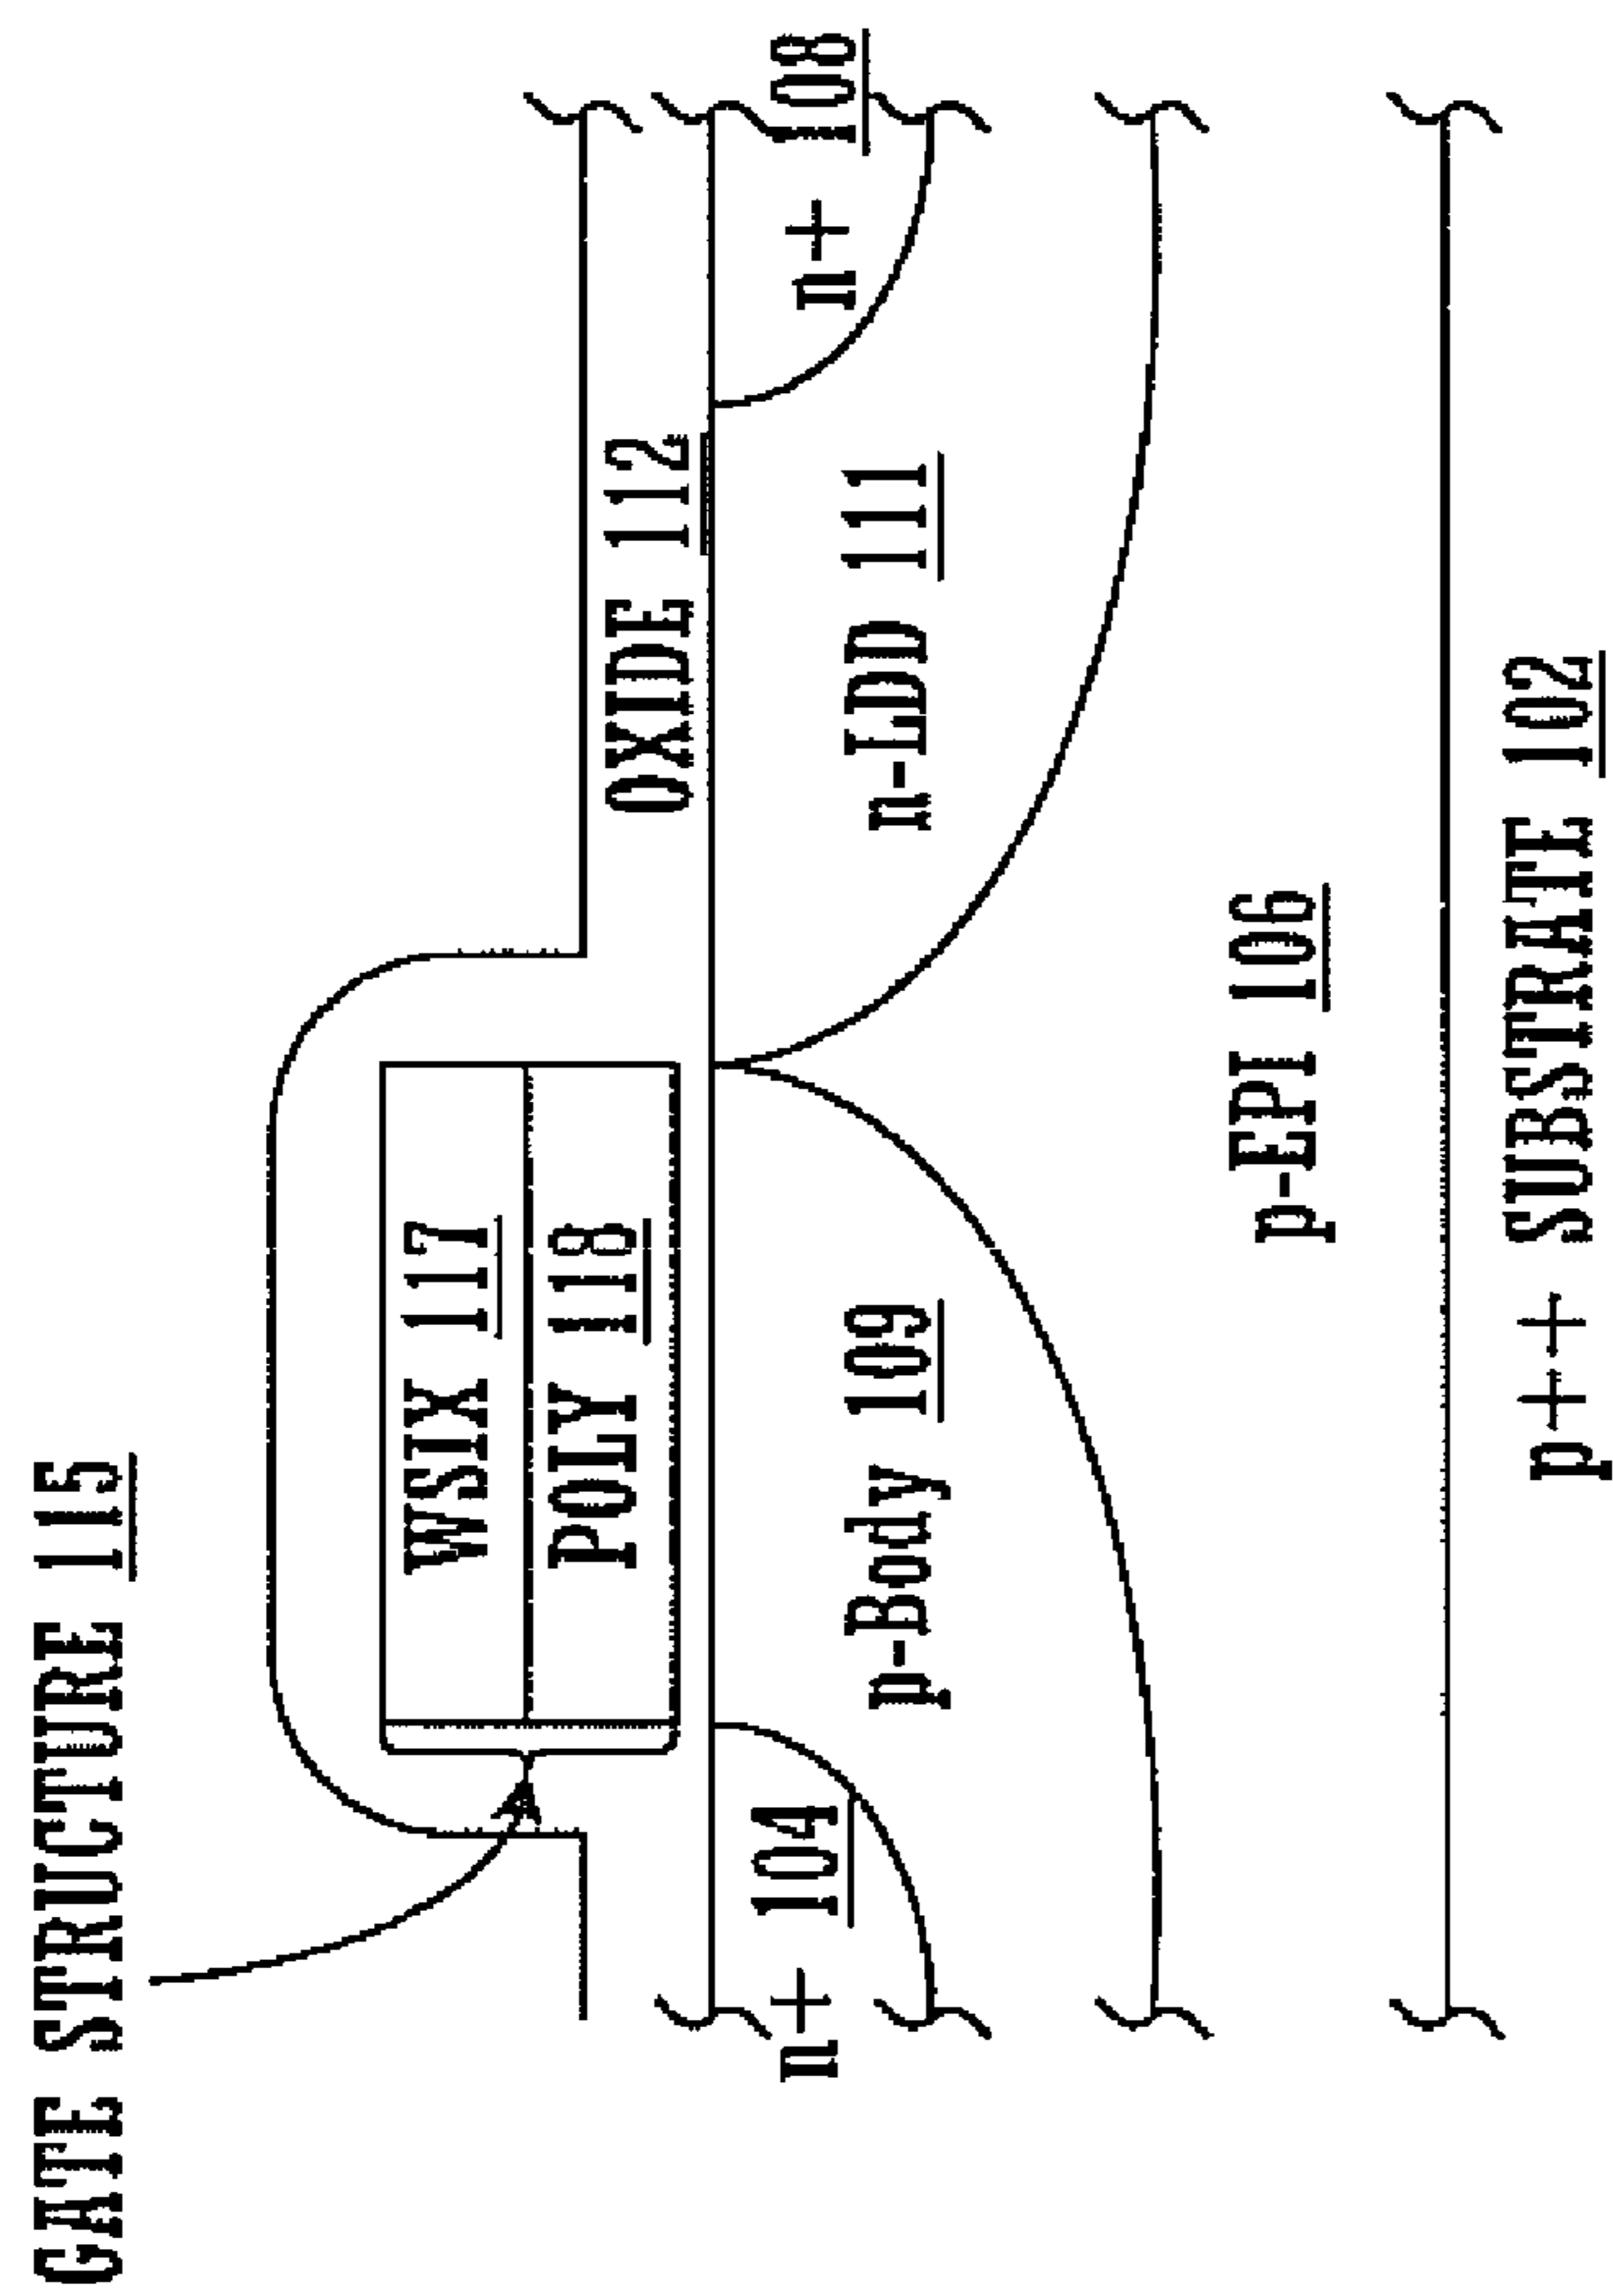 GATE STRUCTURE 115
WSIX 117
POLY 118
OXIDE 112
n+ 104
n+ 108
p-Body 109
n-LDD 111
p-EPI 106
p++ SUBSTRATE 102